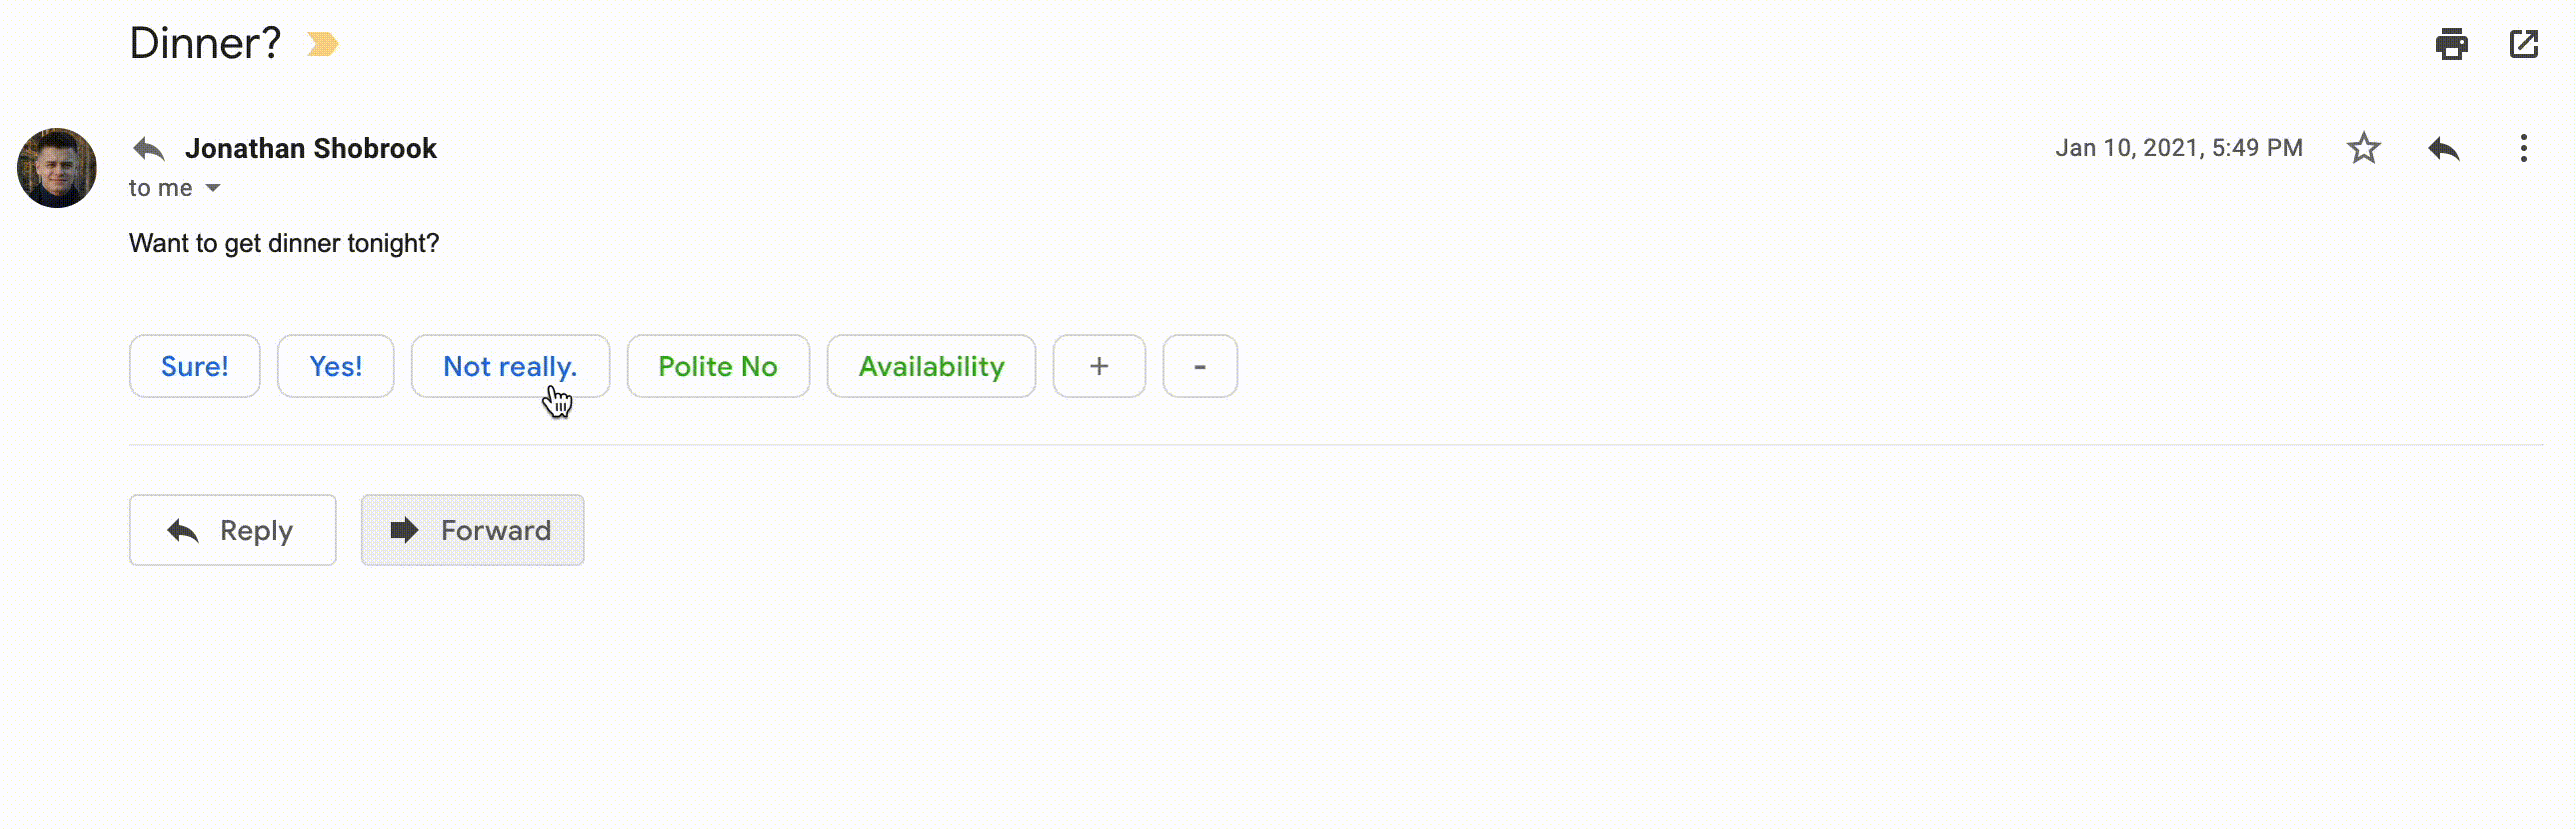 Dinner?
Jonathan Shobrook
Jan 10, 2021, 5:49 PM
to me
Want to get dinner tonight?
Sure! Yes! Not really. Polite No Availability + -
Reply Forward